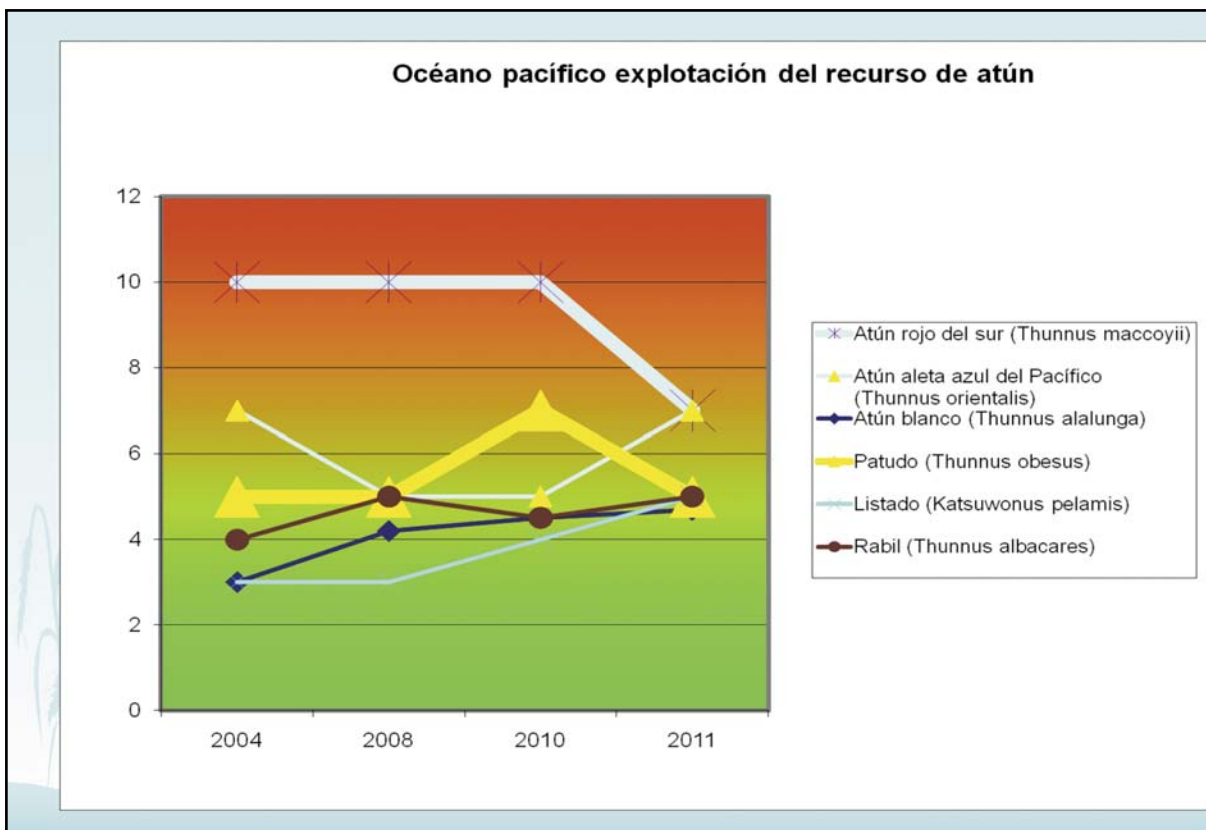 Océano pacífico explotación del recurso de atún
12
10
8
6
4
2
0
2004 2008 2010 2011
Atún rojo del sur (Thunnus maccoyii)
Atún aleta azul del Pacífico
(Thunnus orientalis)
Atún blanco (Thunnus alalunga)
Patudo (Thunnus obesus)
Listado (Katsuwonus pelamis)
Rabil (Thunnus albacares)